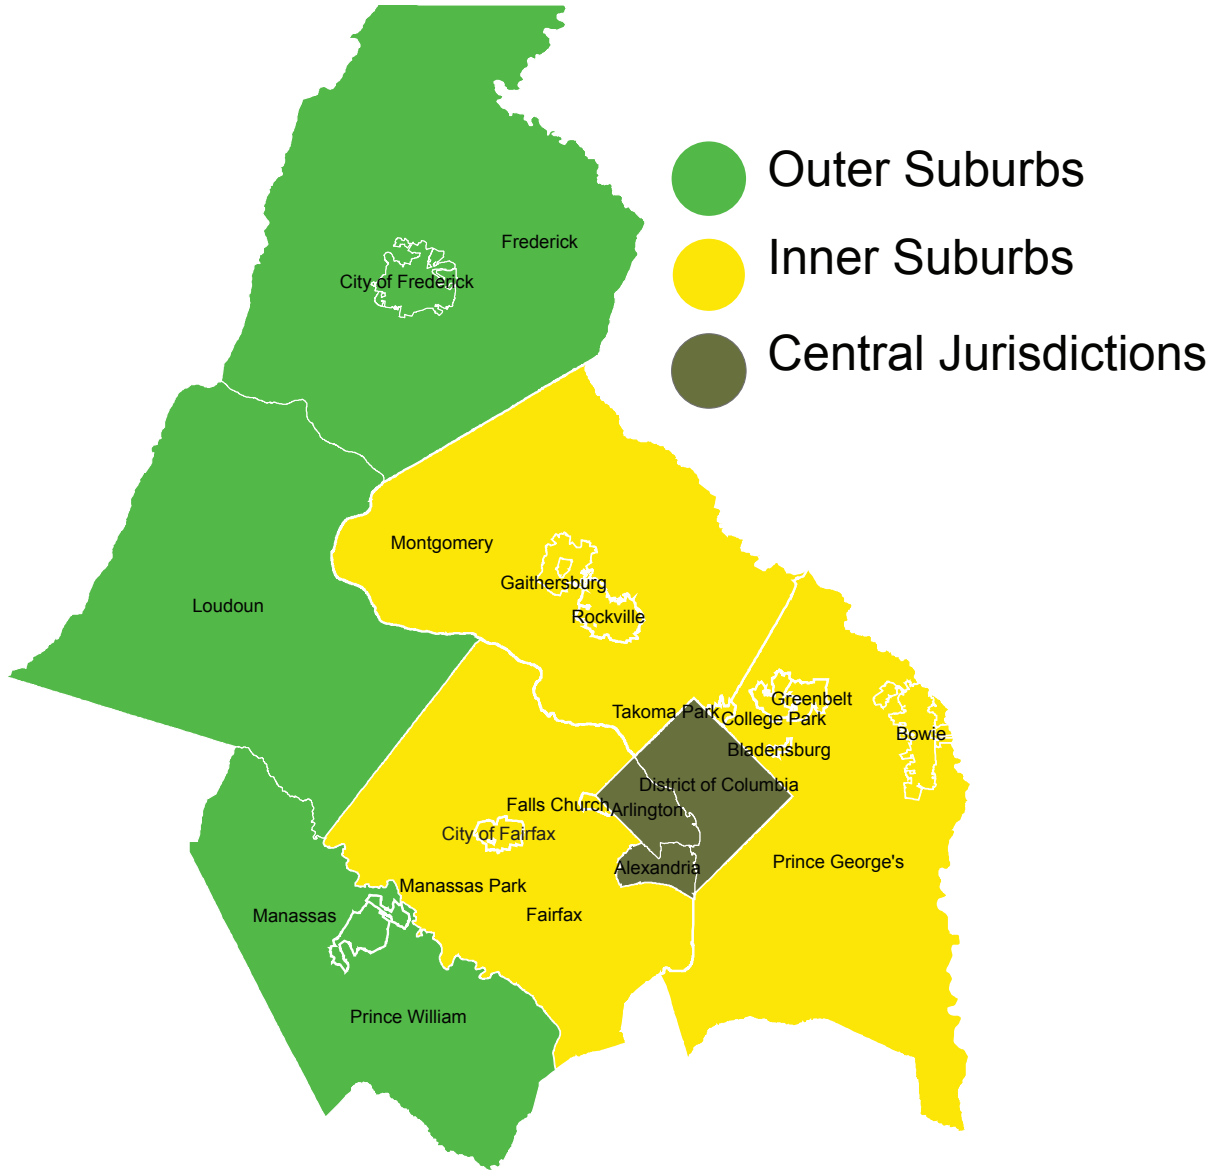 Outer Suburbs
Inner Suburbs
Central Jurisdictions
Frederick
City of Frederick
Montgomery
Gaithersburg
Rockville
Loudoun
Takoma Park
Greenbelt
College Park
Bowie
Bladensburg
District of Columbia
Falls Church
Arlington
City of Fairfax
Alexandria
Prince George's
Manassas Park
Manassas
Fairfax
Prince William